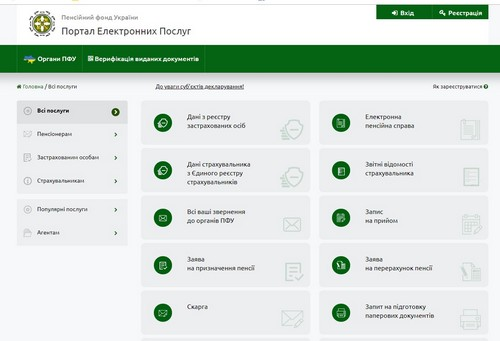 Пенсійний фонд України
Портал Електронних Послуг
Вхід
Реєстрація
Органи ПФУ
Верифікація виданих документів
Головна / Всі послуги
До уваги суб'єктів декларування!
Як зареєструватися
Всі послуги
Пенсіонерам
Застрахованим особам
Страхувальникам
Популярні послуги
Агентам
Дані з реєстру
застрахованих осіб
Електронна
пенсійна справа
Дані страхувальника
з Єдиного реєстру
страхувальників
Звітні відомості
страхувальника
Всі ваші звернення
до органів ПФУ
Запис
на прийом
Заява
на призначення пенсії
Заява
на перерахунок пенсії
Скарга
Запит на підготовку
паперових документів